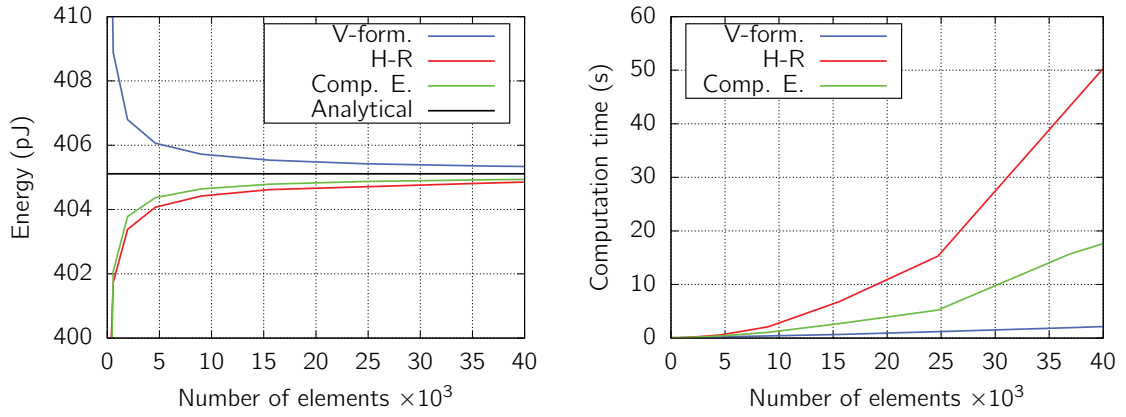 410
408
406
404
402
400
Energy (pJ)
V-form.
H-R
Comp. E.
Analytical
0 5 10 15 20 25 30 35 40
Number of elements ×10³
60
50
40
30
20
10
0
Computation time (s)
V-form.
H-R
Comp. E.
0 5 10 15 20 25 30 35 40
Number of elements ×10³